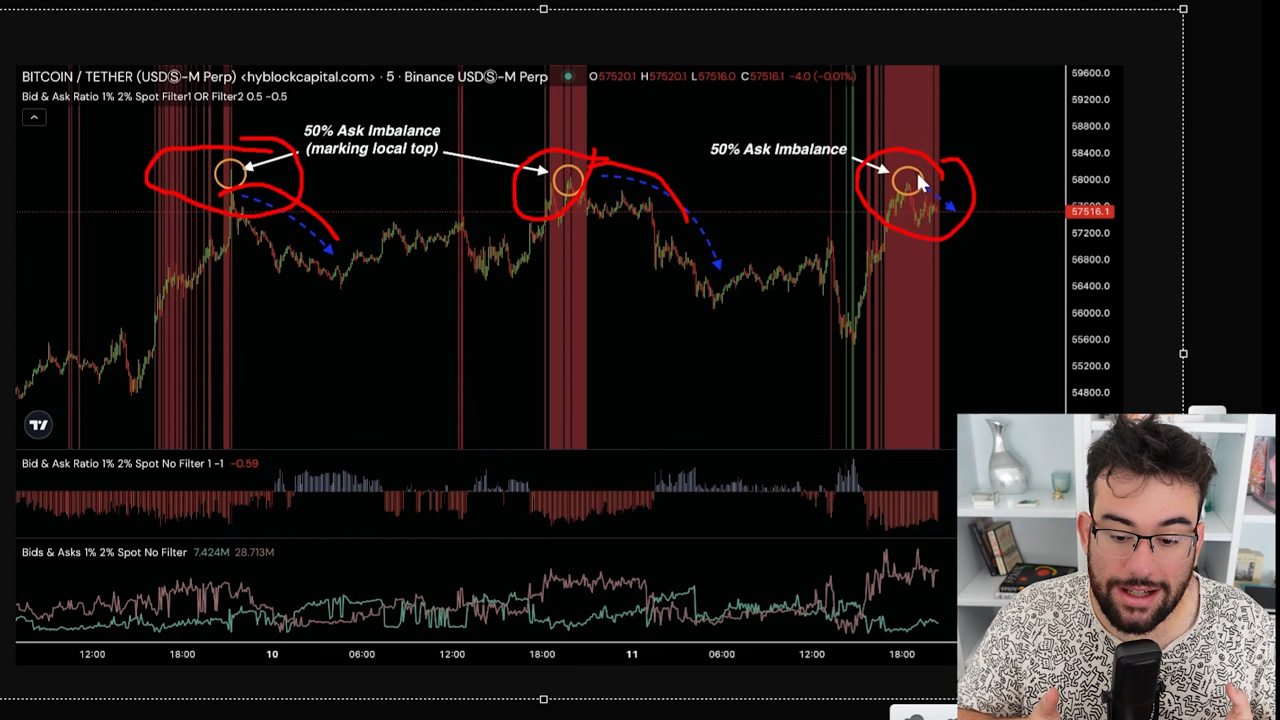 BITCOIN / TETHER (USDⓈ-M Perp) <hyblockcapital.com> · 5 · Binance USDⓈ-M Perp O57520.1 H57520.1 L57516.0 C57516.1 -4.0 (-0.01%)
Bid & Ask Ratio 1% 2% Spot Filter1 OR Filter2 0.5 -0.5
50% Ask Imbalance
(marking local top)
50% Ask Imbalance
59600.0
59200.0
58800.0
58400.0
58000.0
57516.1
57200.0
56800.0
56400.0
56000.0
55600.0
55200.0
54800.0
Bid & Ask Ratio 1% 2% Spot No Filter 1 -1 -0.59
Bids & Asks 1% 2% Spot No Filter 7.424M 28.713M
12:00 18:00 10 06:00 12:00 18:00 11 06:00 12:00 18:00